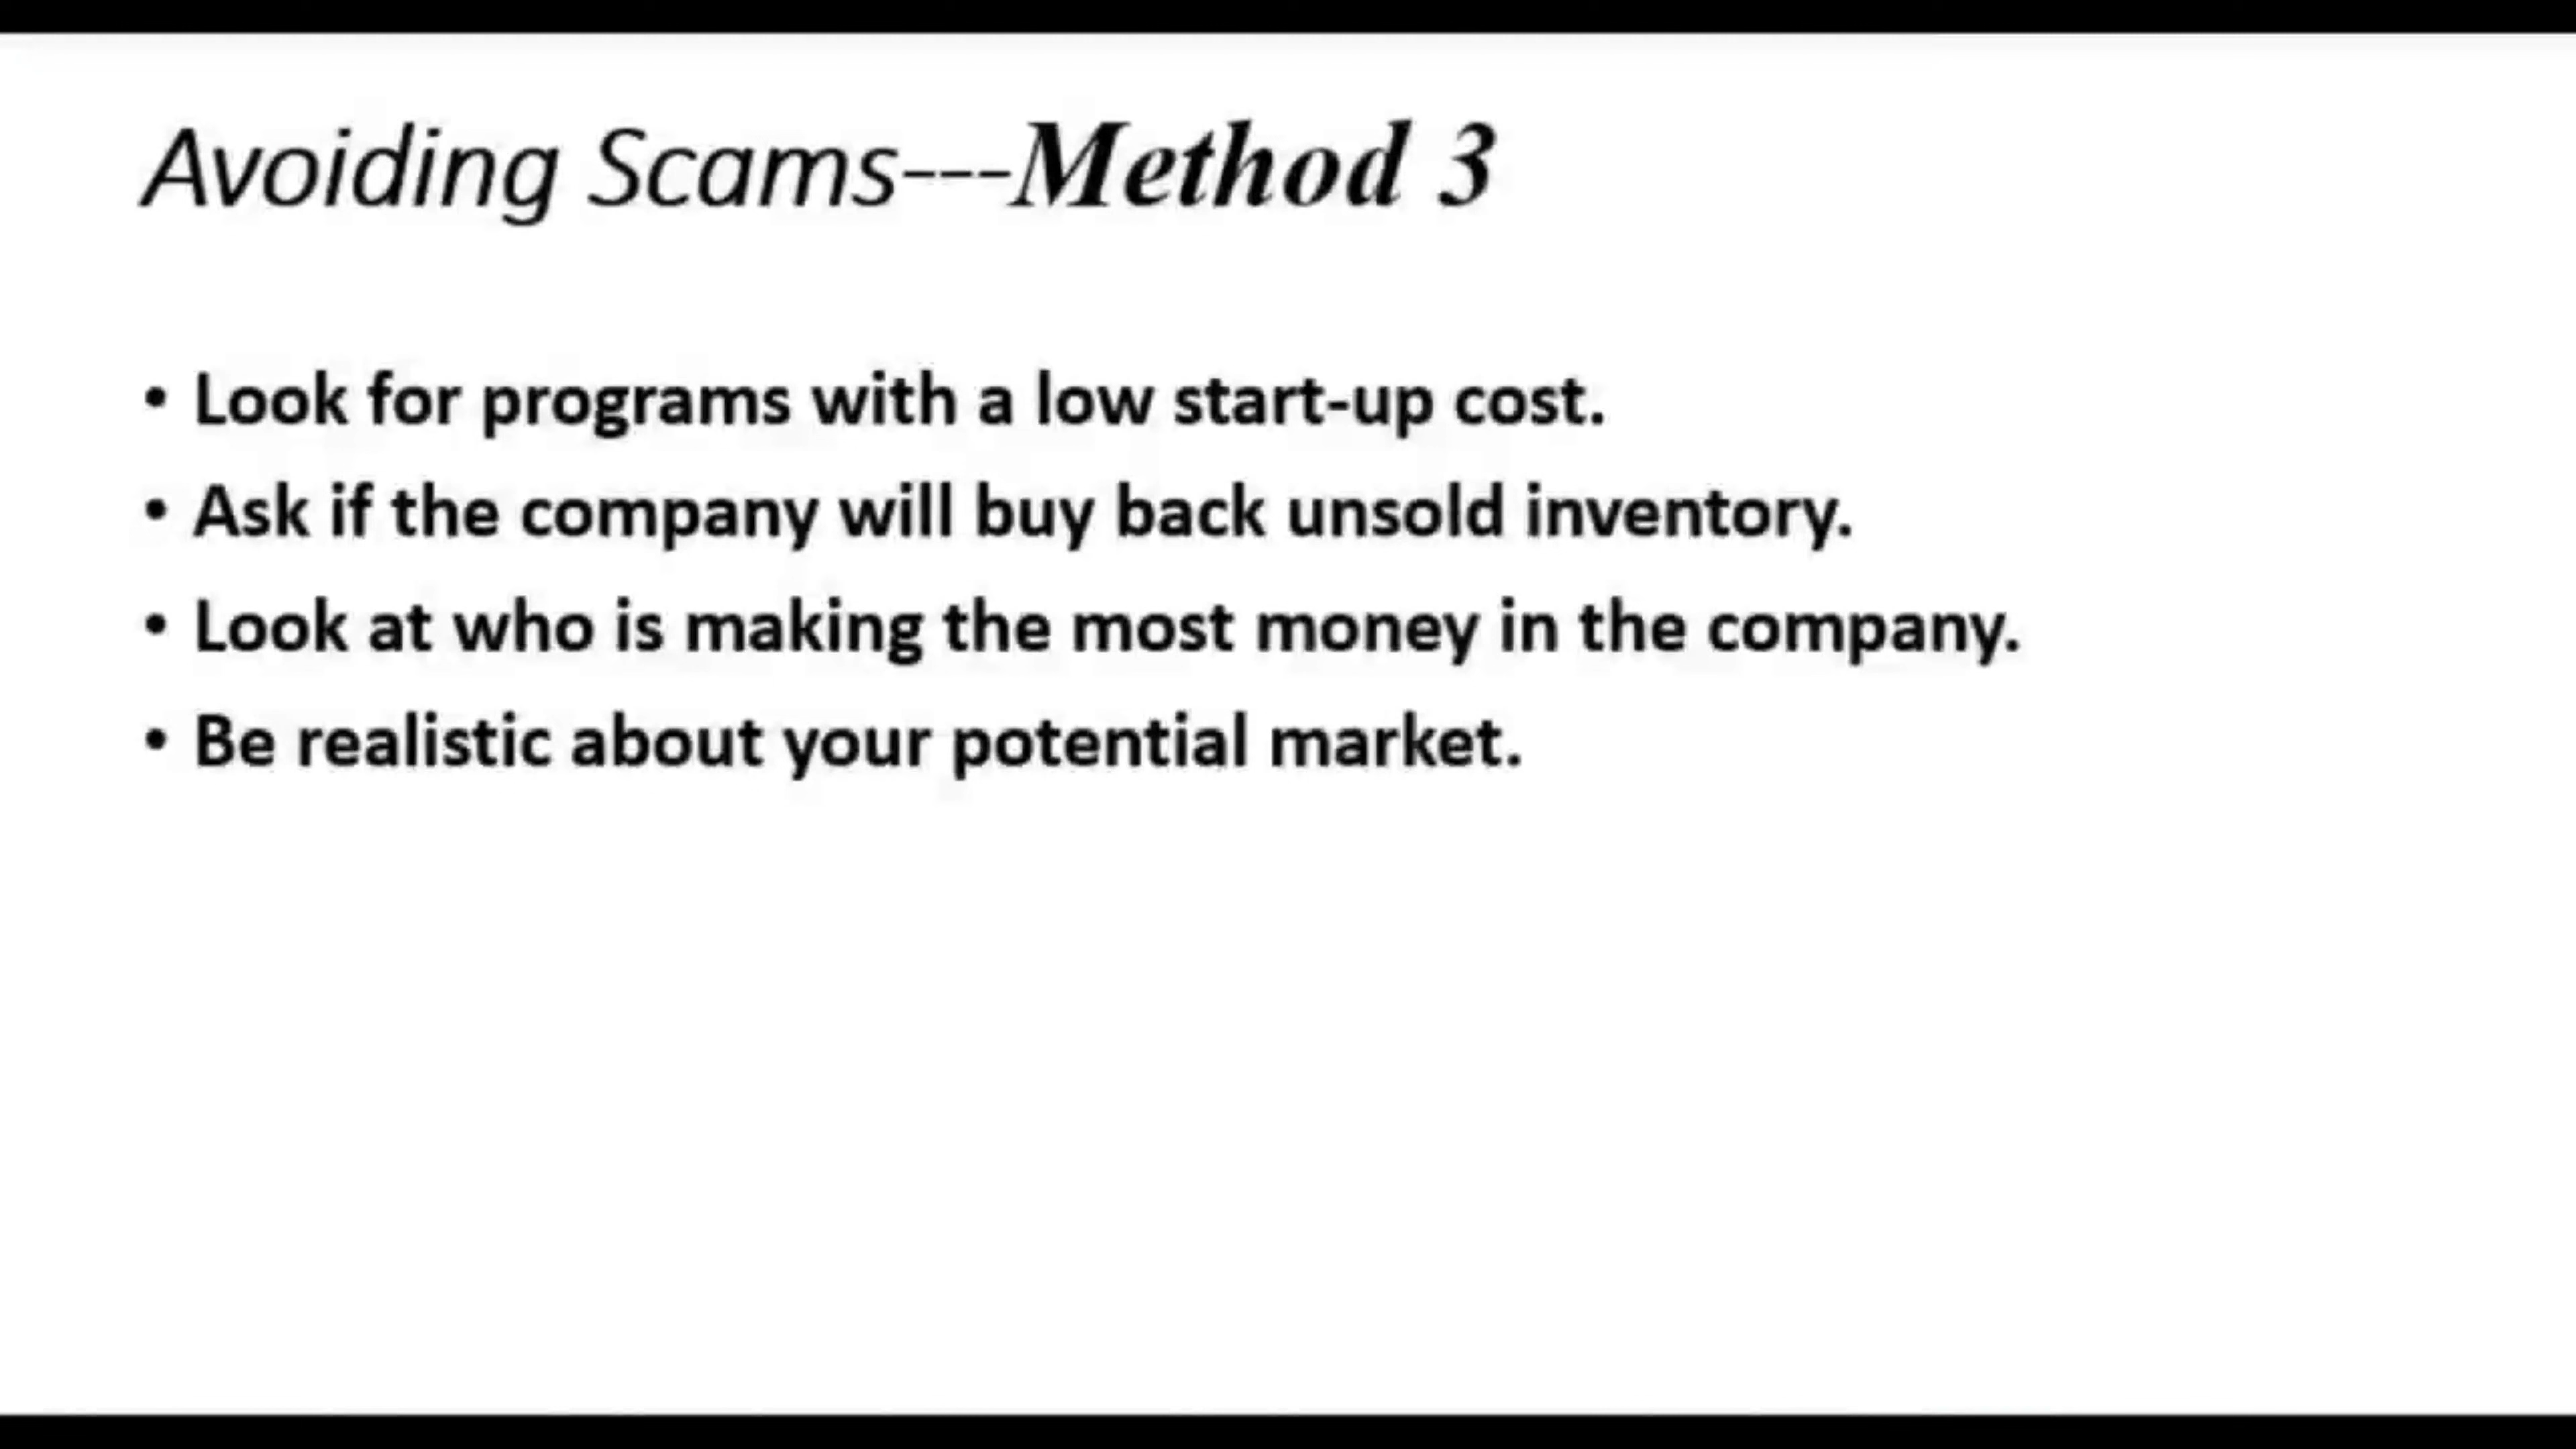 Avoiding Scams---Method 3
• Look for programs with a low start-up cost.
• Ask if the company will buy back unsold inventory.
• Look at who is making the most money in the company.
• Be realistic about your potential market.